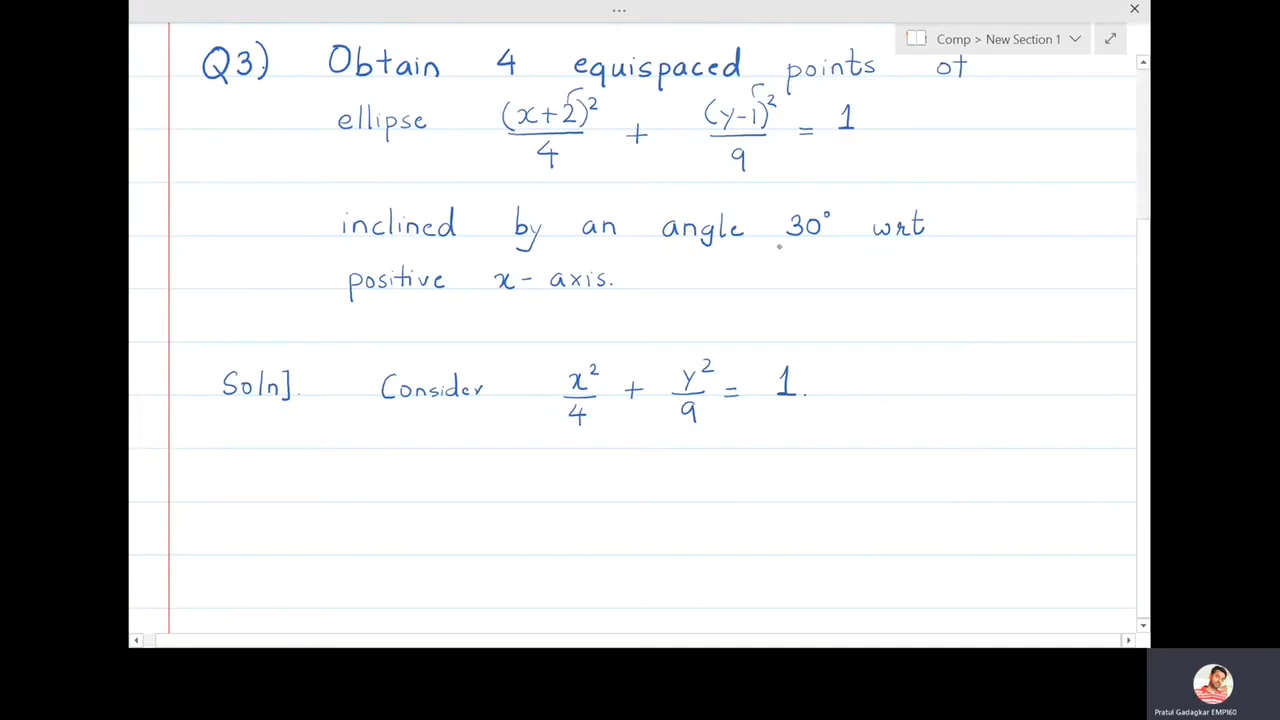 Comp > New Section 1
Q3) Obtain 4 equispaced points of
ellipse (x+2)²/4 + (y-1)²/9 = 1
inclined by an angle 30° wrt
positive x-axis.
Soln]. Consider x²/4 + y²/9 = 1.
Pratul Gadagkar EMP160